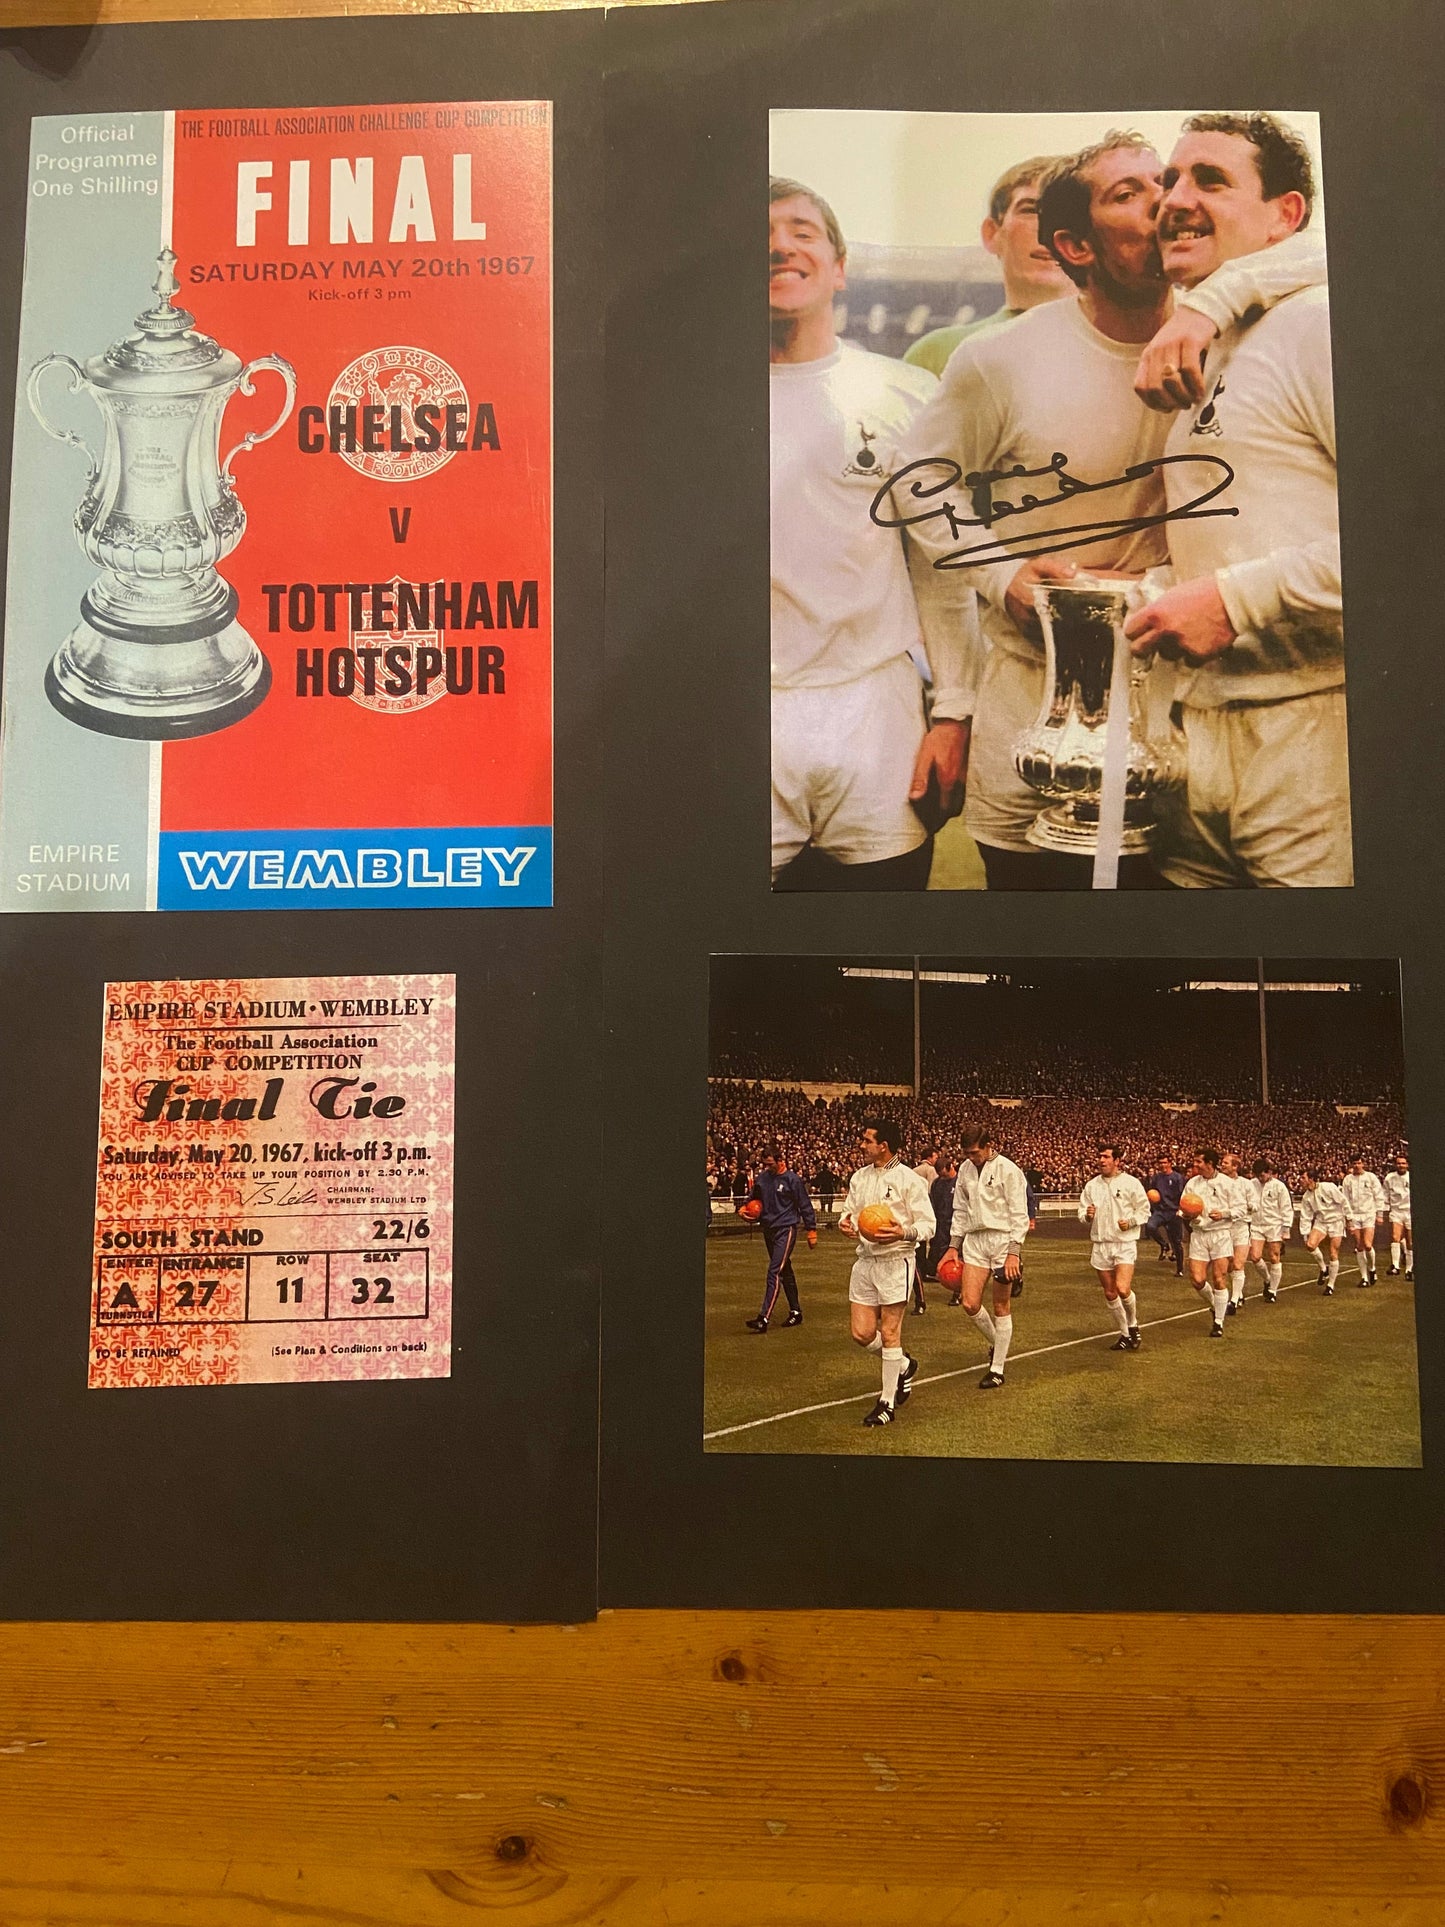 Official
Programme
One Shilling
THE FOOTBALL ASSOCIATION CHALLENGE CUP COMPETITION
FINAL
SATURDAY MAY 20th 1967
Kick-off 3 pm
CHELSEA
V
TOTTENHAM
HOTSPUR
EMPIRE
STADIUM
WEMBLEY
EMPIRE STADIUM • WEMBLEY
The Football Association
CUP COMPETITION
Final Tie
Saturday, May 20, 1967, kick-off 3 p.m.
YOU ARE ADVISED TO TAKE UP YOUR POSITION BY 2.30 P.M.
CHAIRMAN:
WEMBLEY STADIUM LTD
SOUTH STAND 22/6
ENTER A TURNSTILE
ENTRANCE 27
ROW 11
SEAT 32
TO BE RETAINED (See Plan & Conditions on back)